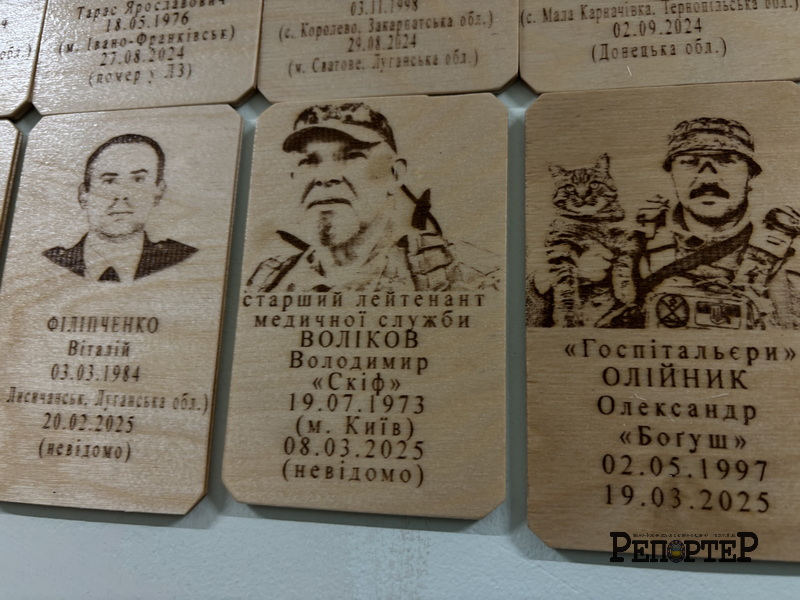 Тарас Ярославович
18.05.1976
(м. Івано-Франківськ)
27.08.2024
(помер у ЛЗ)
03.11.1998
(с. Королево, Закарпатська обл.)
29.08.2024
(м. Сватове, Луганська обл.)
(с. Мала Карначівка, Тернопільська обл.)
02.09.2024
(Донецька обл.)
ФІЛІПЧЕНКО
Віталій
03.03.1984
Лисичанськ, Луганська обл.)
20.02.2025
(невідомо)
старший лейтенант
медичної служби
ВОЛІКОВ
Володимир
«Скіф»
19.07.1973
(м. Київ)
08.03.2025
(невідомо)
«Госпітальєри»
ОЛІЙНИК
Олександр
«Боґуш»
02.05.1997
19.03.2025
РЕПОРТЕР